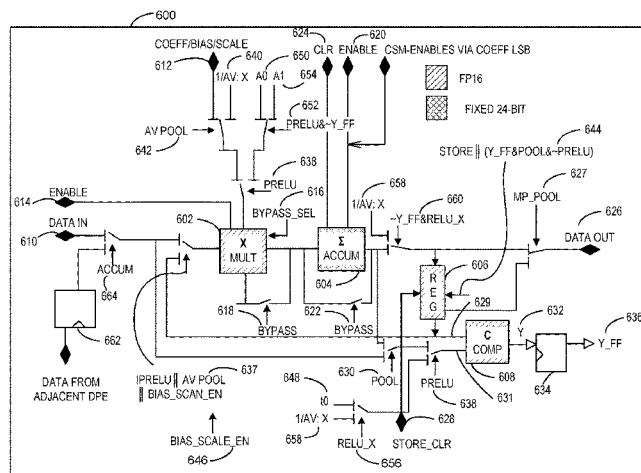 600
624
620
COEFF/BIAS/SCALE
640
650
CLR
ENABLE
CSM-ENABLES VIA COEFF LSB
612
1/AV: X
A0
A1
654
FP16
652
FIXED 24-BIT
AV POOL
PRELU&~Y_FF
644
642
STORE || (Y_FF&POOL&~PRELU)
638
PRELU
658
627
614
ENABLE
616
1/AV: X
660
MP_POOL
602
BYPASS_SEL
~Y_FF&RELU_X
626
610
DATA IN
X
MULT
Σ
ACCUM
DATA OUT
604
REG
606
ACCUM
664
618
622
629
632
636
BYPASS
BYPASS
C
COMP
Y
Y_FF
662
630
POOL
637
PRELU
608
634
DATA FROM
ADJACENT DPE
!PRELU || AV POOL
|| BIAS_SCAN_EN
648
638
631
t0
1/AV: X
628
658
BIAS_SCALE_EN
RELU_X
STORE_CLR
646
656